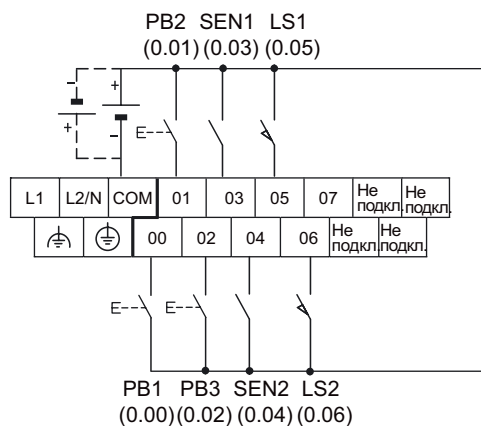 PB2 SEN1 LS1
(0.01) (0.03) (0.05)
- +
+ -
E
L1 L2/N COM 01 03 05 07 Не подкл. Не подкл.
00 02 04 06 Не подкл. Не подкл.
E E
PB1 PB3 SEN2 LS2
(0.00) (0.02) (0.04) (0.06)